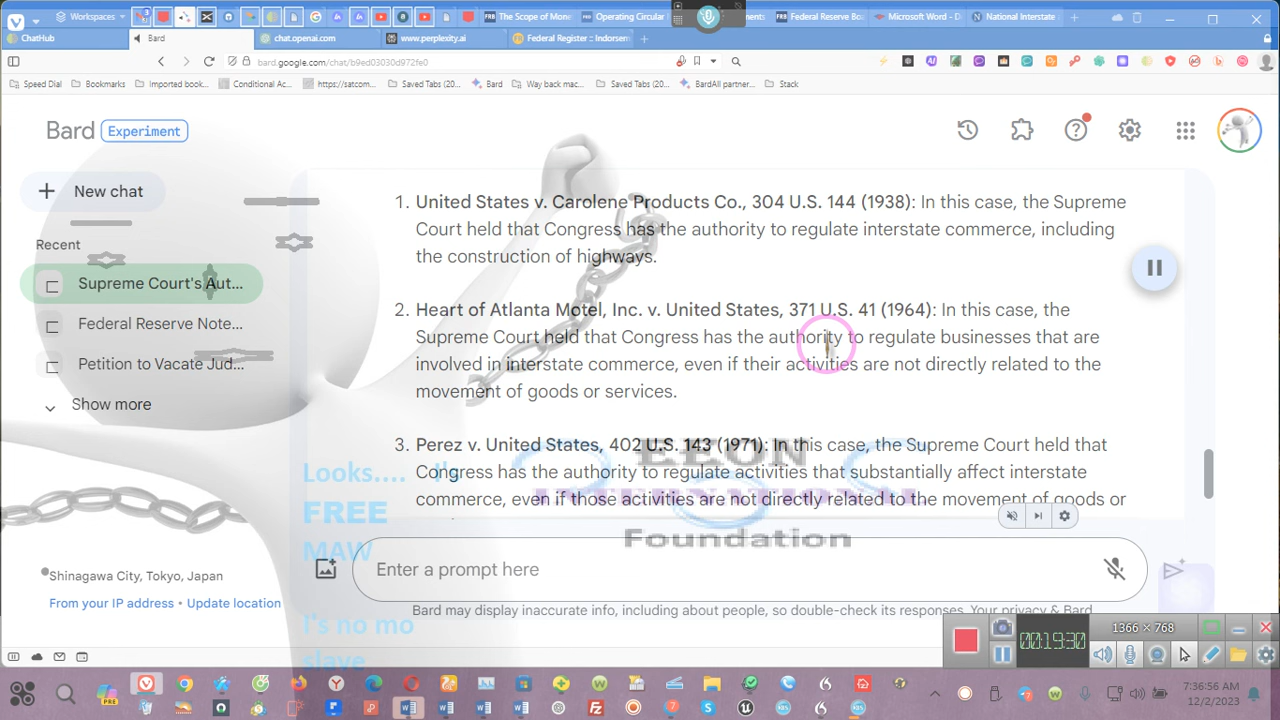 Workspaces
3
The Scope of Mone
Operating Circular
ments
Federal Reserve Boa
Microsoft Word - D
National Interstate
ChatHub
Bard
chat.openai.com
www.perplexity.ai
Federal Register :: Indorsem
bard.google.com/chat/b9ed03030d972fe0
Speed Dial
Bookmarks
Imported book...
Conditional Ac...
https://satcom...
Saved Tabs (20...
Bard
Way back mac...
Saved Tabs (20...
BardAll partner...
Stack
Bard Experiment
New chat
Recent
Supreme Court's Aut...
Federal Reserve Note...
Petition to Vacate Jud...
Show more
1. United States v. Carolene Products Co., 304 U.S. 144 (1938): In this case, the Supreme
Court held that Congress has the authority to regulate interstate commerce, including
the construction of highways.
2. Heart of Atlanta Motel, Inc. v. United States, 371 U.S. 41 (1964): In this case, the
Supreme Court held that Congress has the authority to regulate businesses that are
involved in interstate commerce, even if their activities are not directly related to the
movement of goods or services.
3. Perez v. United States, 402 U.S. 143 (1971): In this case, the Supreme Court held that
Congress has the authority to regulate activities that substantially affect interstate
commerce, even if those activities are not directly related to the movement of goods or
Looks.... I's
FREE
MAW
I's no mo
slave
EEON
Foundation
Enter a prompt here
Shinagawa City, Tokyo, Japan
From your IP address • Update location
Bard may display inaccurate info, including about people, so double-check its responses. Your privacy & Bard
1366 × 768
00:19:30
PRE
7:36:56 AM
12/2/2023